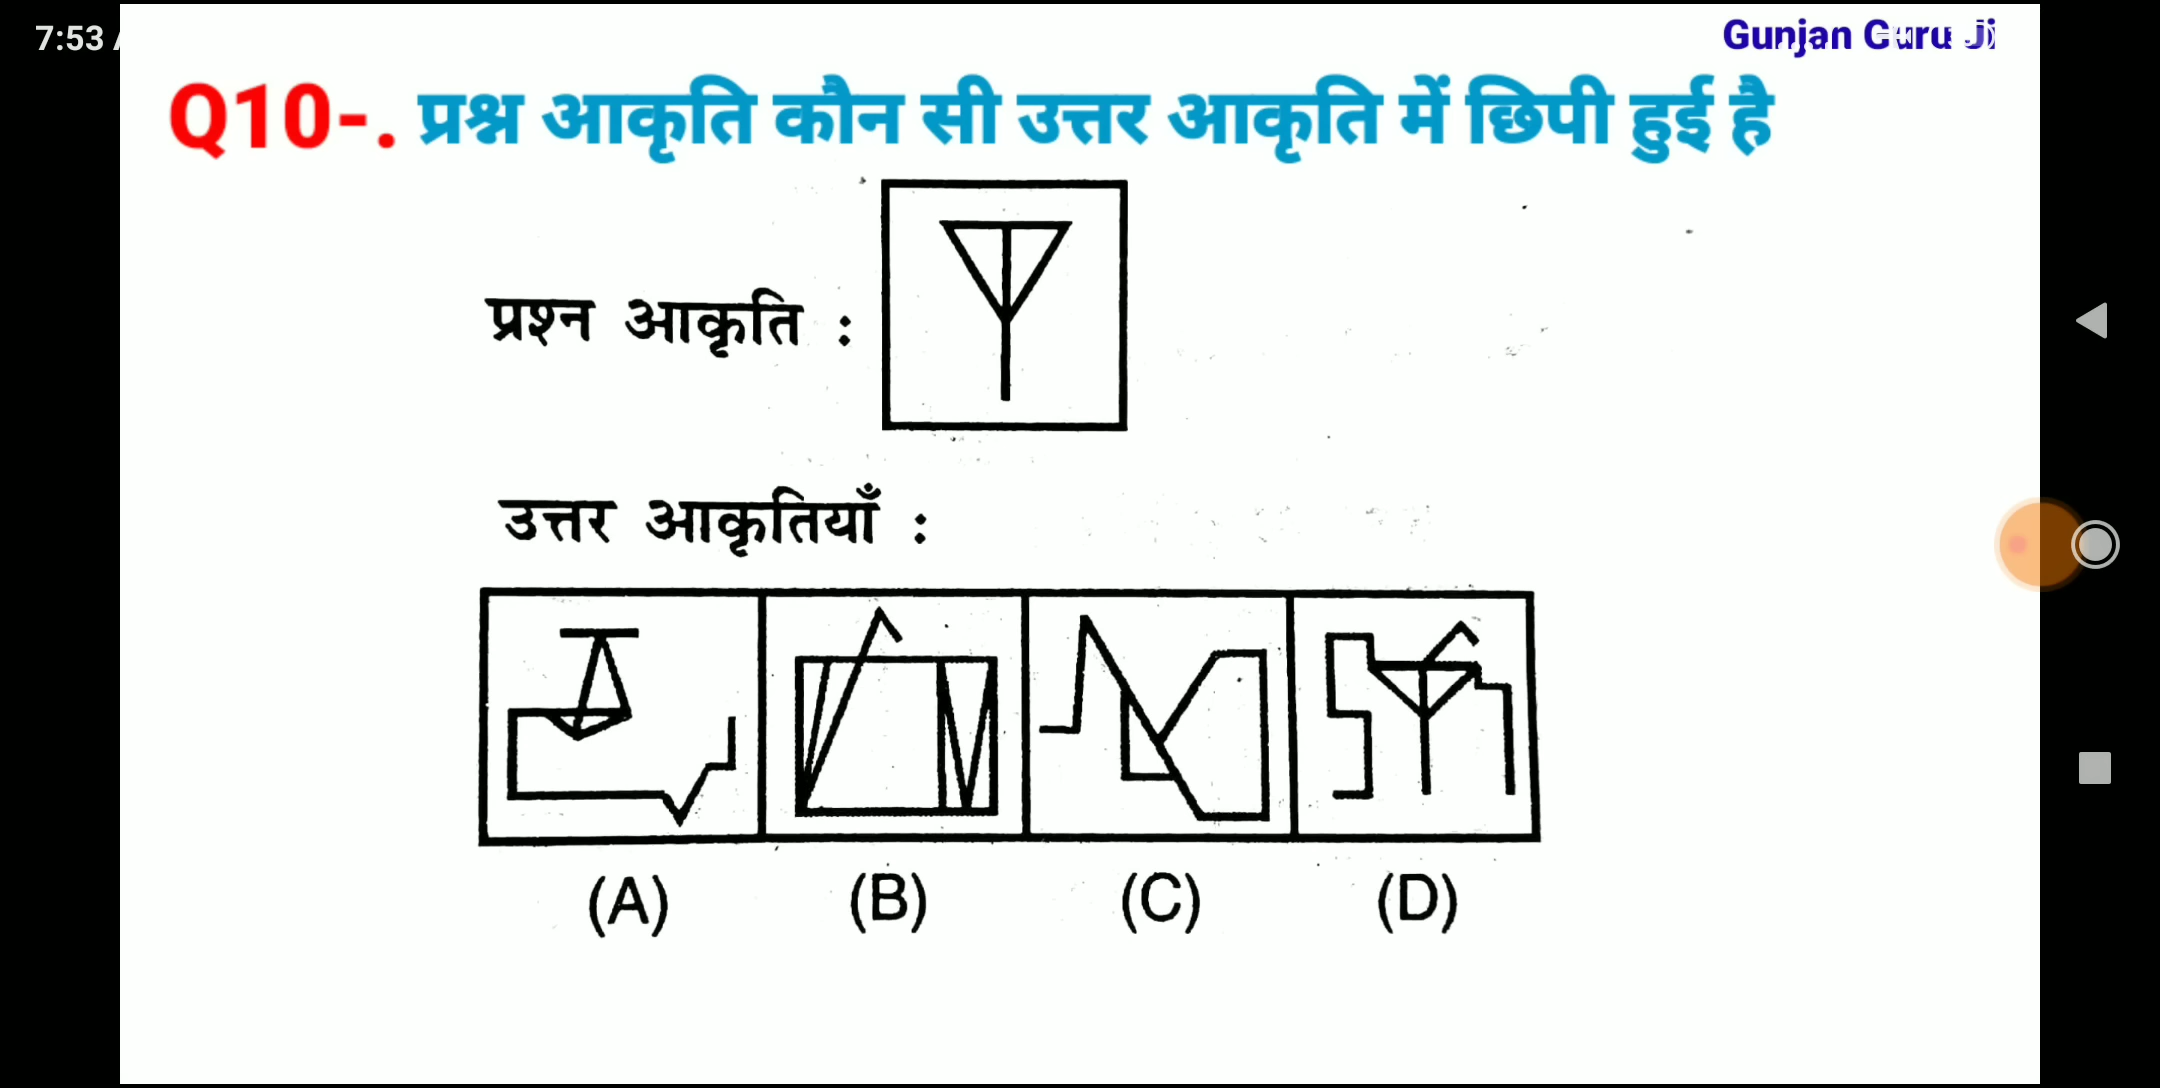 7:53
Gunjan Guru Ji
Q10-. प्रश्न आकृति कौन सी उत्तर आकृति में छिपी हुई है
प्रश्न आकृति :
उत्तर आकृतियाँ :
(A) (B) (C) (D)